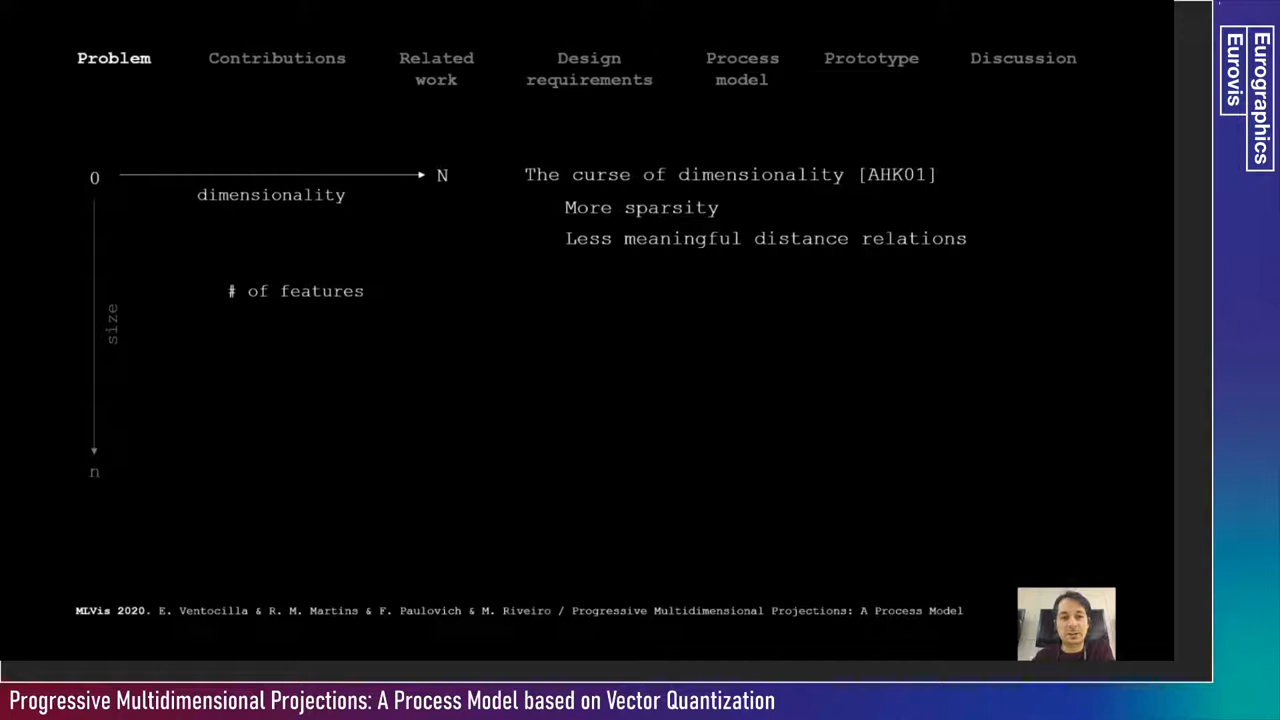 Problem
Contributions
Related
work
Design
requirements
Process
model
Prototype
Discussion
Eurographics
Eurovis
0
N
dimensionality
size
n
# of features
The curse of dimensionality [AHK01]
More sparsity
Less meaningful distance relations
MLVis 2020. E. Ventocilla & R. M. Martins & F. Paulovich & M. Riveiro / Progressive Multidimensional Projections: A Process Model
Progressive Multidimensional Projections: A Process Model based on Vector Quantization